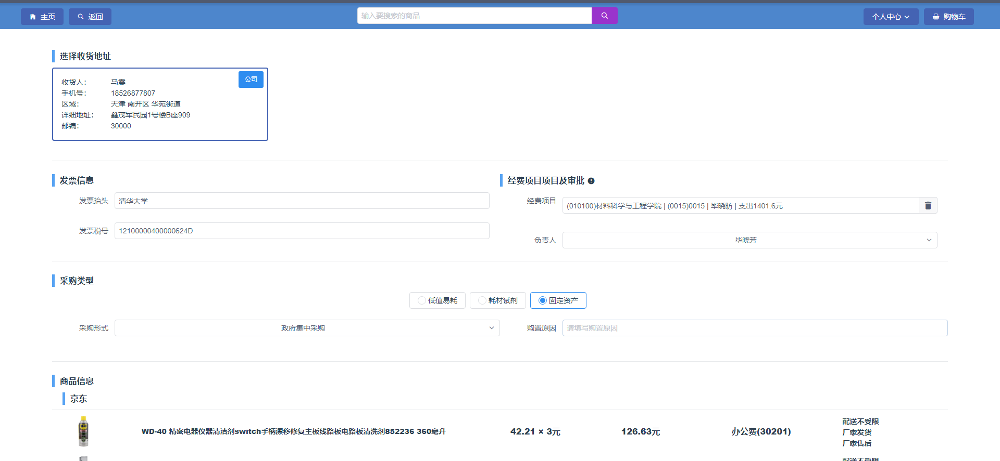 主页
返回
输入要搜索的商品
个人中心
购物车
选择收货地址
公司
收货人： 马震
手机号： 18526877807
区域： 天津 南开区 华苑街道
详细地址： 鑫茂军民园1号楼B座909
邮编： 30000
发票信息
发票抬头 清华大学
发票税号 12100000400000624D
经费项目项目及审批
经费项目 (010100)材料科学与工程学院 | (0015)0015 | 毕晓昉 | 支出1401.6元
负责人 毕晓芳
采购类型
低值易耗
耗材试剂
固定资产
采购形式 政府集中采购
购置原因 请填写购置原因
商品信息
京东
WD-40 精密电器仪器清洁剂switch手柄漂移修复主板线路板电路板清洗剂852236 360毫升
42.21 × 3元
126.63元
办公费(30201)
配送不受限
厂家发货
厂家售后
配送不受限